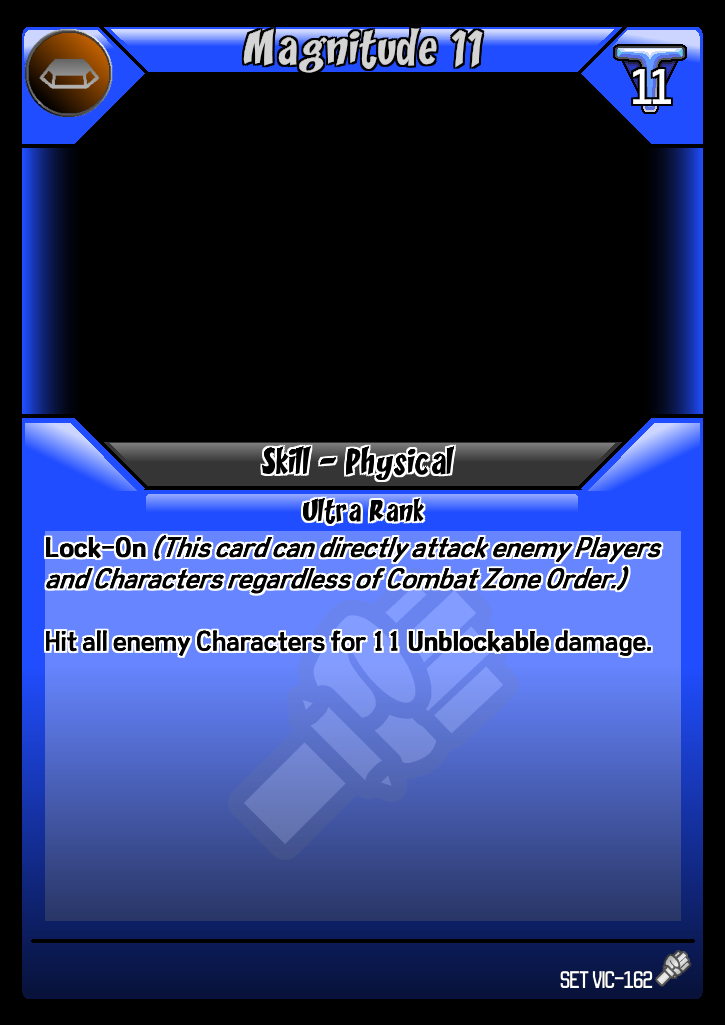 Magnitude 11
11
Skill - Physical
Ultra Rank
Lock-On (This card can directly attack enemy Players
and Characters regardless of Combat Zone Order.)
Hit all enemy Characters for 11 Unblockable damage.
SET VIC-162